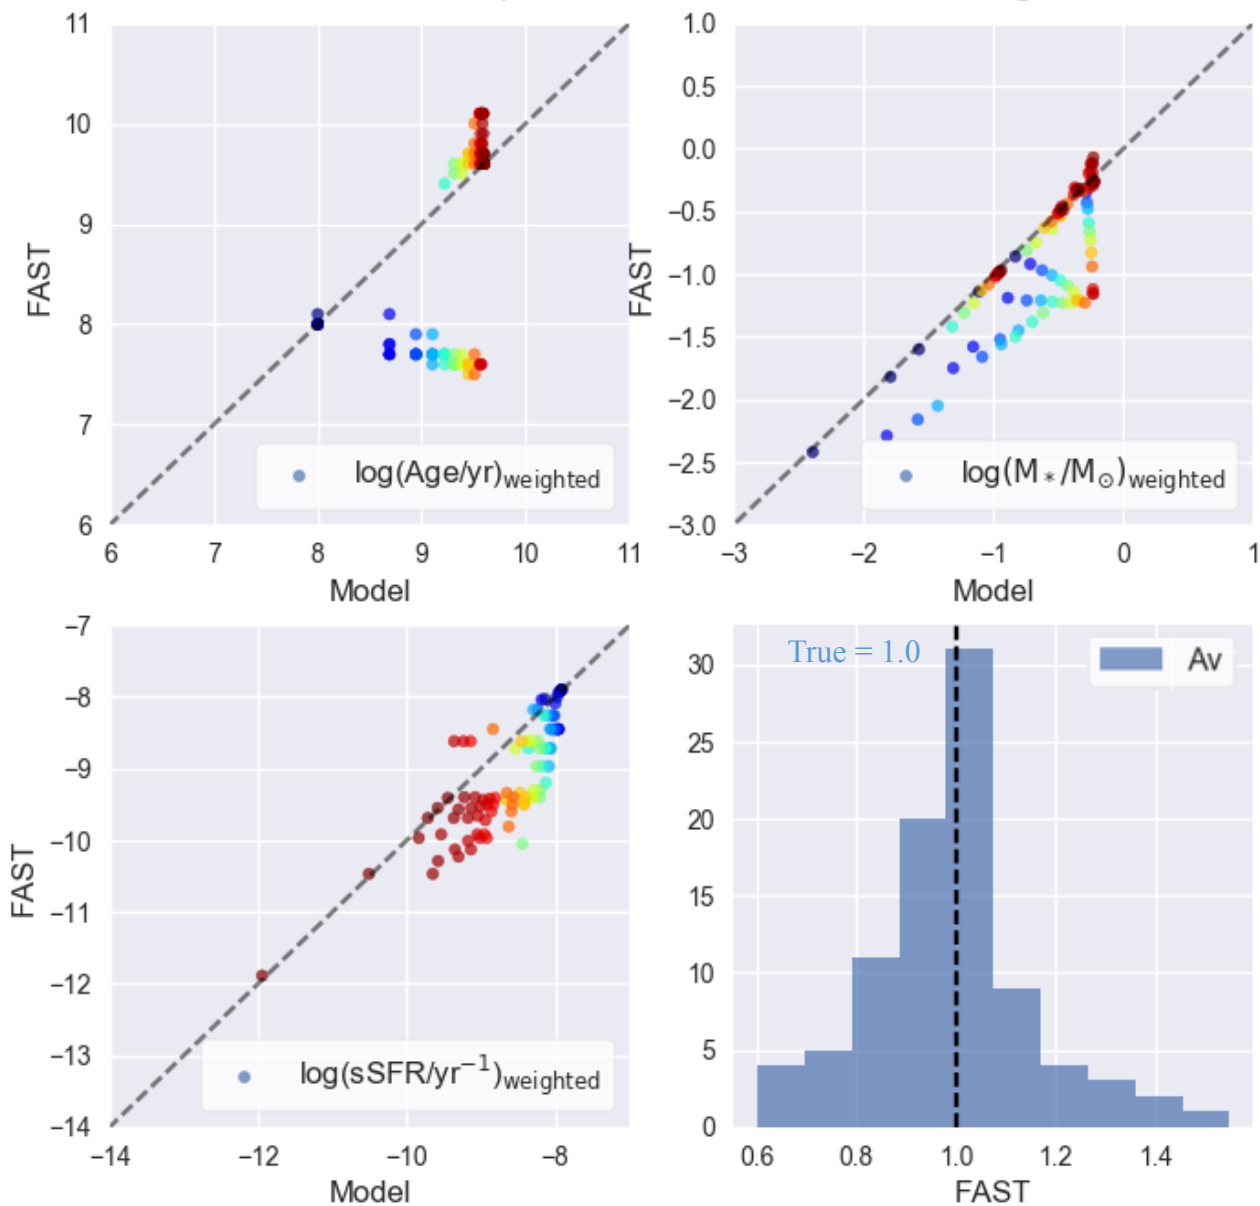 11
10
9
8
7
6
FAST
log(Age/yr)weighted
6 7 8 9 10 11
Model
1.0
0.5
0.0
−0.5
−1.0
−1.5
−2.0
−2.5
−3.0
FAST
log(M∗/M⊙)weighted
−3 −2 −1 0 1
Model
−7
−8
−9
−10
−11
−12
−13
−14
FAST
log(sSFR/yr⁻¹)weighted
−14 −12 −10 −8
Model
True = 1.0
Av
30
25
20
15
10
5
0
0.6 0.8 1.0 1.2 1.4
FAST